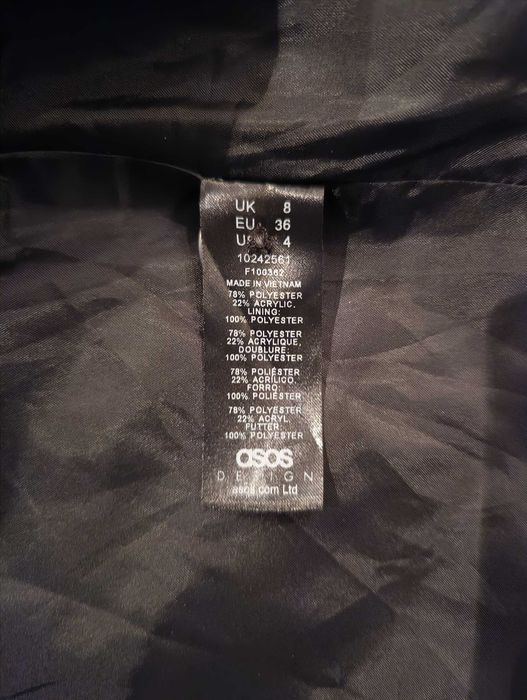 UK 8
EU 36
US 4
10242561
F100362
MADE IN VIETNAM
78% POLYESTER
22% ACRYLIC.
LINING:
100% POLYESTER
78% POLYESTER
22% ACRYLIQUE,
DOUBLURE:
100% POLYESTER
78% POLIÉSTER
22% ACRÍLICO.
FORRO:
100% POLIÉSTER
78% POLYESTER
22% ACRYL
FUTTER:
100% POLYESTER
asos
DESIGN
asos.com Ltd